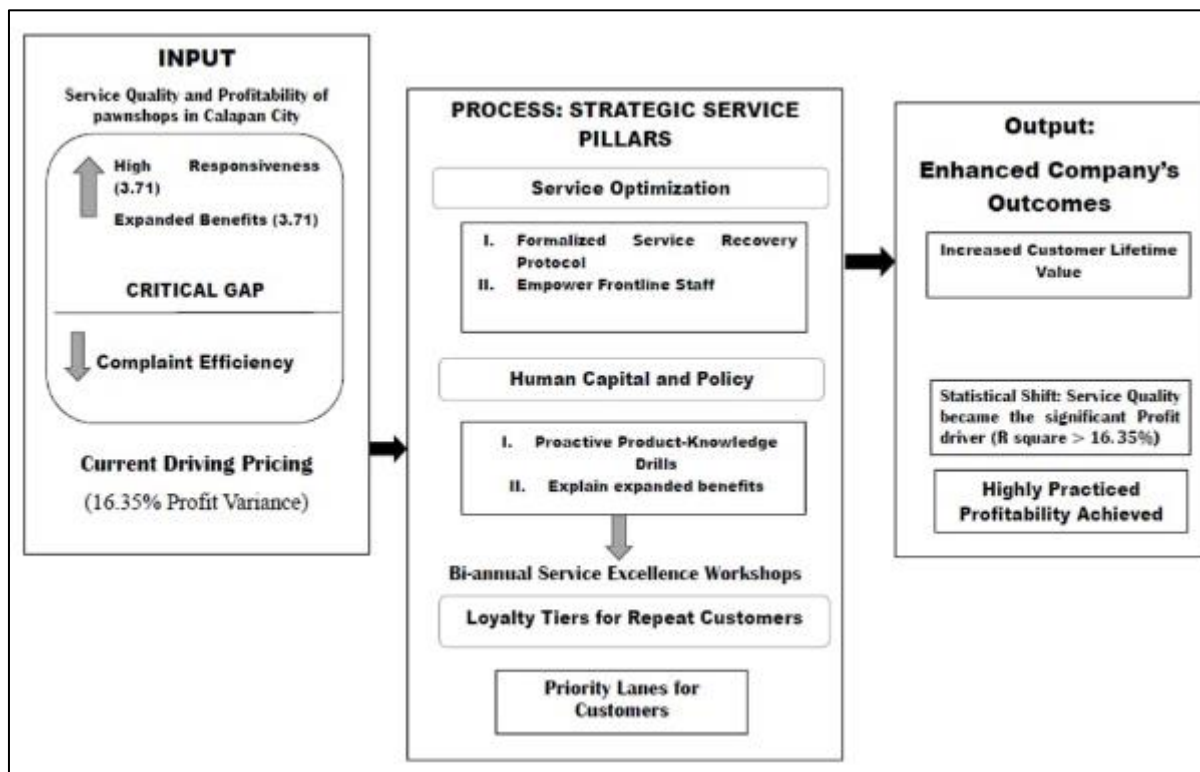 INPUT
Service Quality and Profitability of
pawnshops in Calapan City
High Responsiveness
(3.71)
Expanded Benefits (3.71)
CRITICAL GAP
Complaint Efficiency
Current Driving Pricing
(16.35% Profit Variance)
PROCESS: STRATEGIC SERVICE
PILLARS
Service Optimization
I. Formalized Service Recovery
Protocol
II. Empower Frontline Staff
Human Capital and Policy
I. Proactive Product-Knowledge
Drills
II. Explain expanded benefits
Bi-annual Service Excellence Workshops
Loyalty Tiers for Repeat Customers
Priority Lanes for
Customers
Output:
Enhanced Company's
Outcomes
Increased Customer Lifetime
Value
Statistical Shift: Service Quality
became the significant Profit
driver (R square > 16.35%)
Highly Practiced
Profitability Achieved